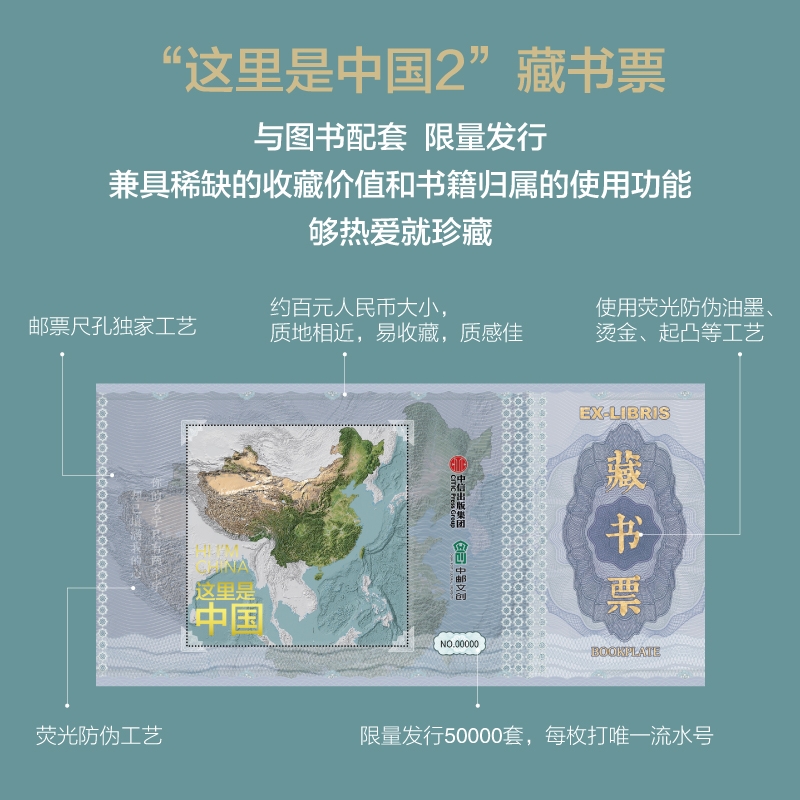 “这里是中国2”藏书票
与图书配套 限量发行
兼具稀缺的收藏价值和书籍归属的使用功能
够热爱就珍藏
邮票尺孔独家工艺
约百元人民币大小，
质地相近，易收藏，质感佳
使用荧光防伪油墨、
烫金、起凸等工艺
EX-LIBRIS
藏书票
BOOKPLATE
中信出版集团
CITIC Press Group
中邮文创
HI I'M
CHINA
这里是
中国
NO.00000
荧光防伪工艺
限量发行50000套，每枚打唯一流水号